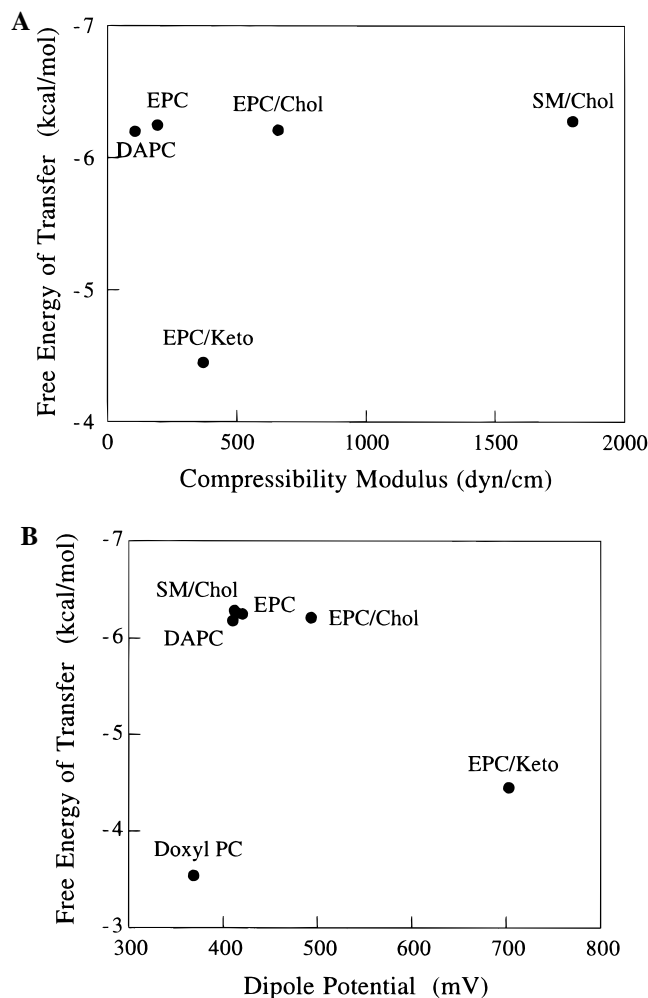 A
Free Energy of Transfer (kcal/mol)
-7
-6
-5
-4
EPC
EPC/Chol
SM/Chol
DAPC
EPC/Keto
0
500
1000
1500
2000
Compressibility Modulus (dyn/cm)
B
Free Energy of Transfer (kcal/mol)
-7
-6
-5
-4
-3
SM/Chol
EPC
EPC/Chol
DAPC
EPC/Keto
Doxyl PC
300
400
500
600
700
800
Dipole Potential (mV)